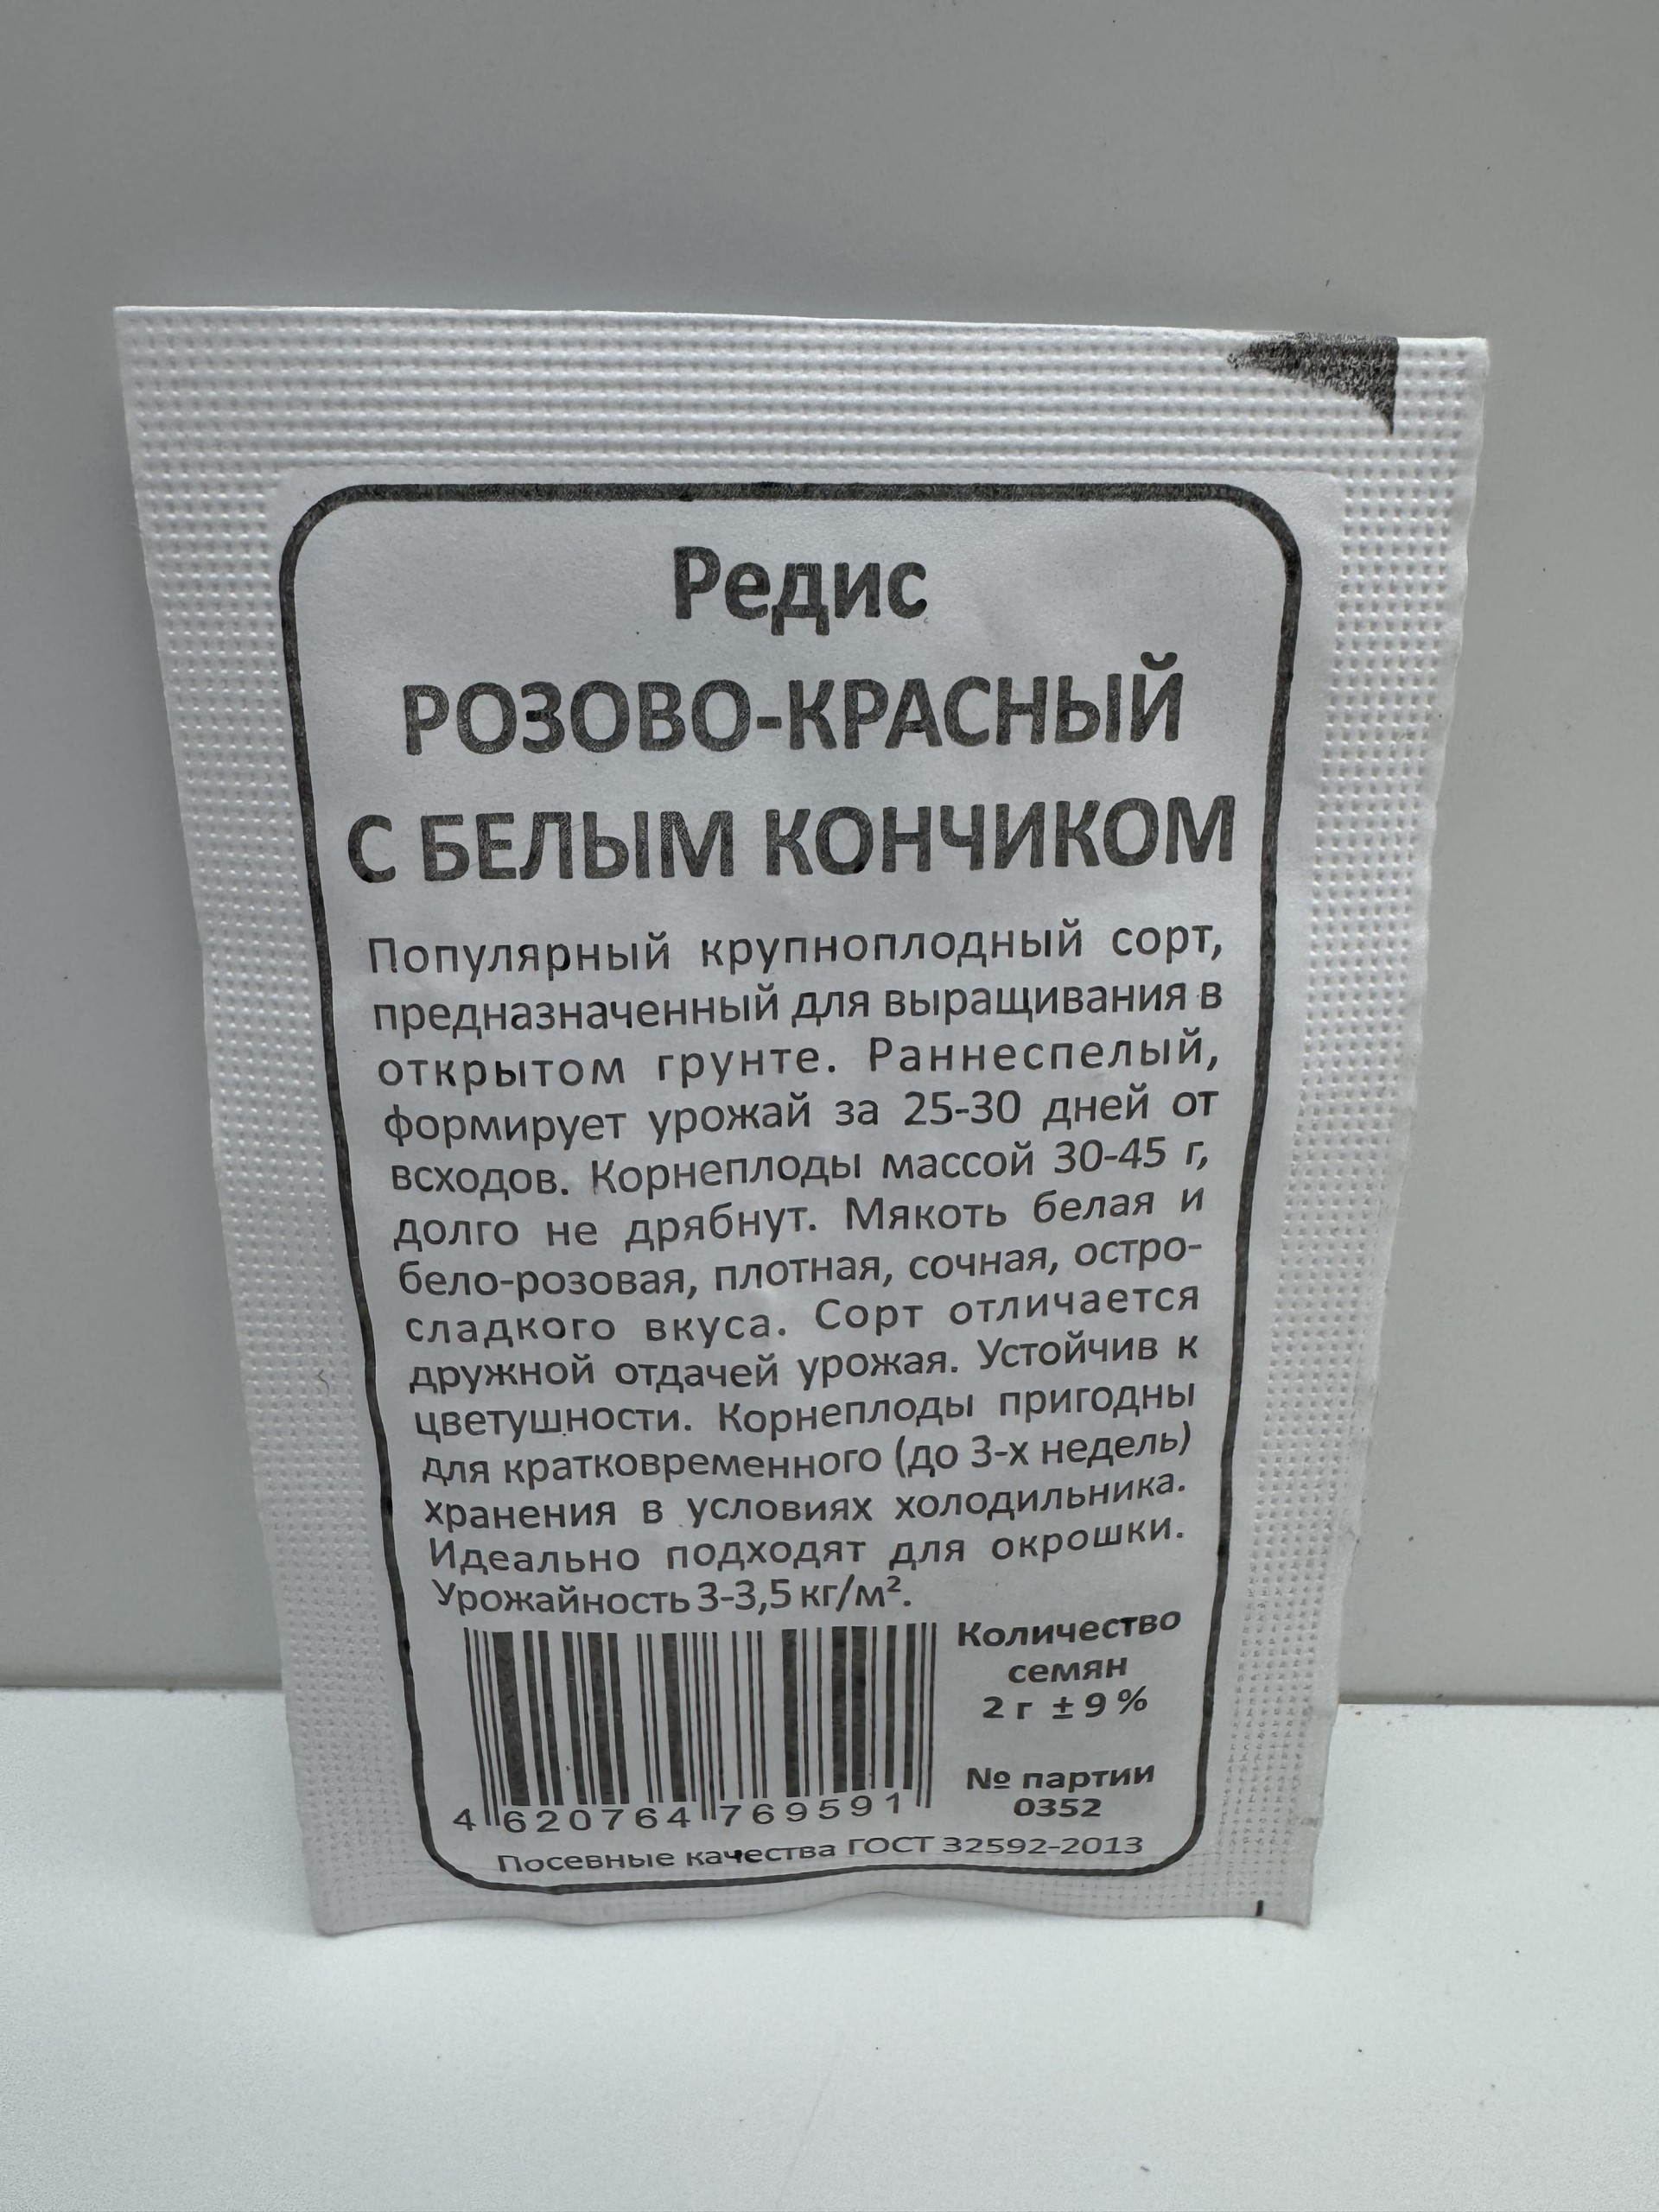 Редис
РОЗОВО-КРАСНЫЙ
С БЕЛЫМ КОНЧИКОМ
Популярный крупноплодный сорт,
предназначенный для выращивания в
открытом грунте. Раннеспелый,
формирует урожай за 25-30 дней от
всходов. Корнеплоды массой 30-45 г,
долго не дрябнут. Мякоть белая и
бело-розовая, плотная, сочная, остро-
сладкого вкуса. Сорт отличается
дружной отдачей урожая. Устойчив к
цветушности. Корнеплоды пригодны
для кратковременного (до 3-х недель)
хранения в условиях холодильника.
Идеально подходят для окрошки.
Урожайность 3-3,5 кг/м².
Количество
семян
2 г ± 9 %
№ партии
0352
4 620764 769591
Посевные качества ГОСТ 32592-2013